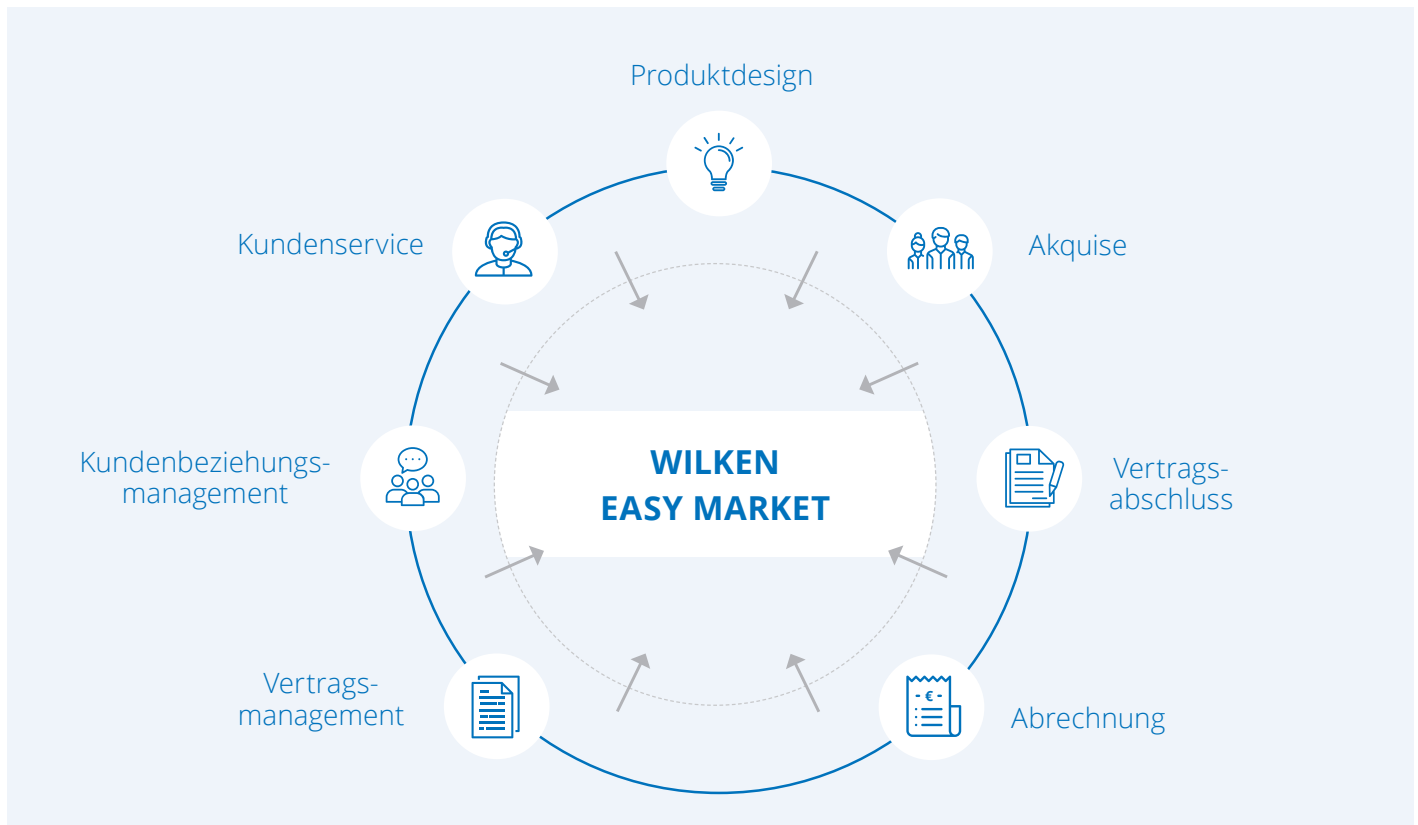 Produktdesign
Kundenservice
Akquise
WILKEN
EASY MARKET
Kundenbeziehungs-
management
Vertrags-
abschluss
Vertrags-
management
- € -
Abrechnung